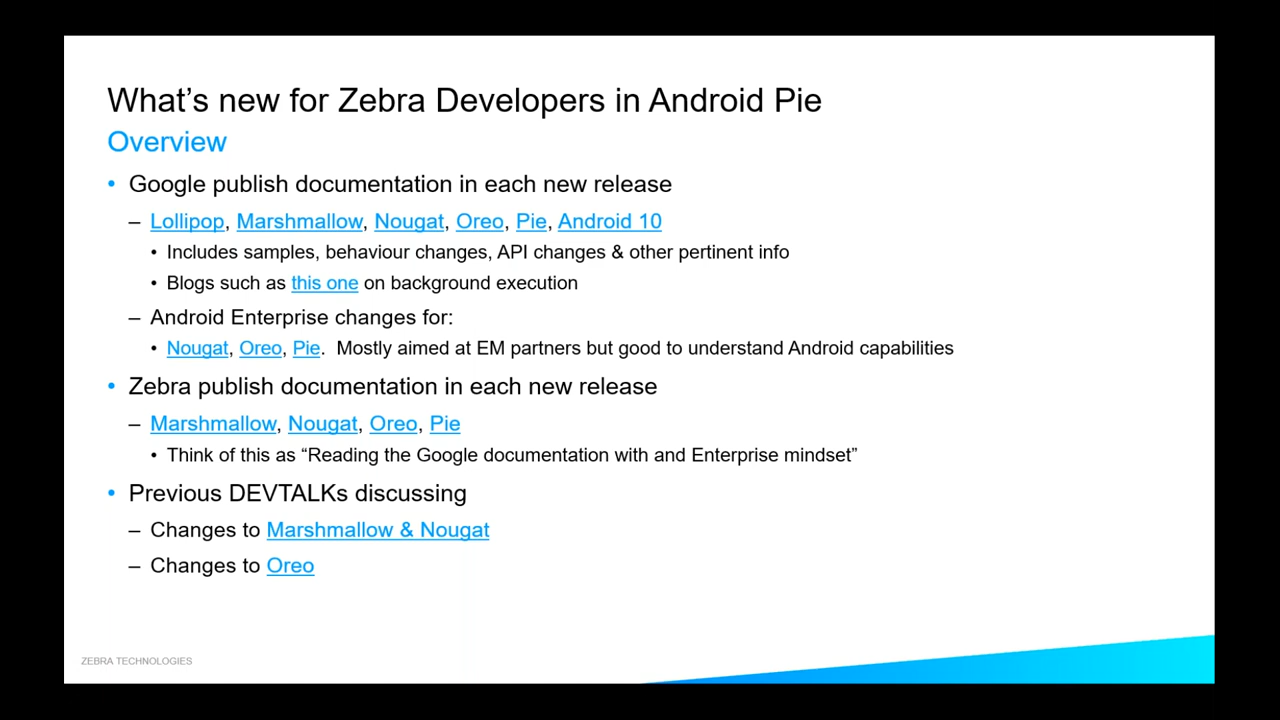 What's new for Zebra Developers in Android Pie
Overview
• Google publish documentation in each new release
– Lollipop, Marshmallow, Nougat, Oreo, Pie, Android 10
• Includes samples, behaviour changes, API changes & other pertinent info
• Blogs such as this one on background execution
– Android Enterprise changes for:
• Nougat, Oreo, Pie.  Mostly aimed at EM partners but good to understand Android capabilities
• Zebra publish documentation in each new release
– Marshmallow, Nougat, Oreo, Pie
• Think of this as “Reading the Google documentation with and Enterprise mindset”
• Previous DEVTALKs discussing
– Changes to Marshmallow & Nougat
– Changes to Oreo
ZEBRA TECHNOLOGIES